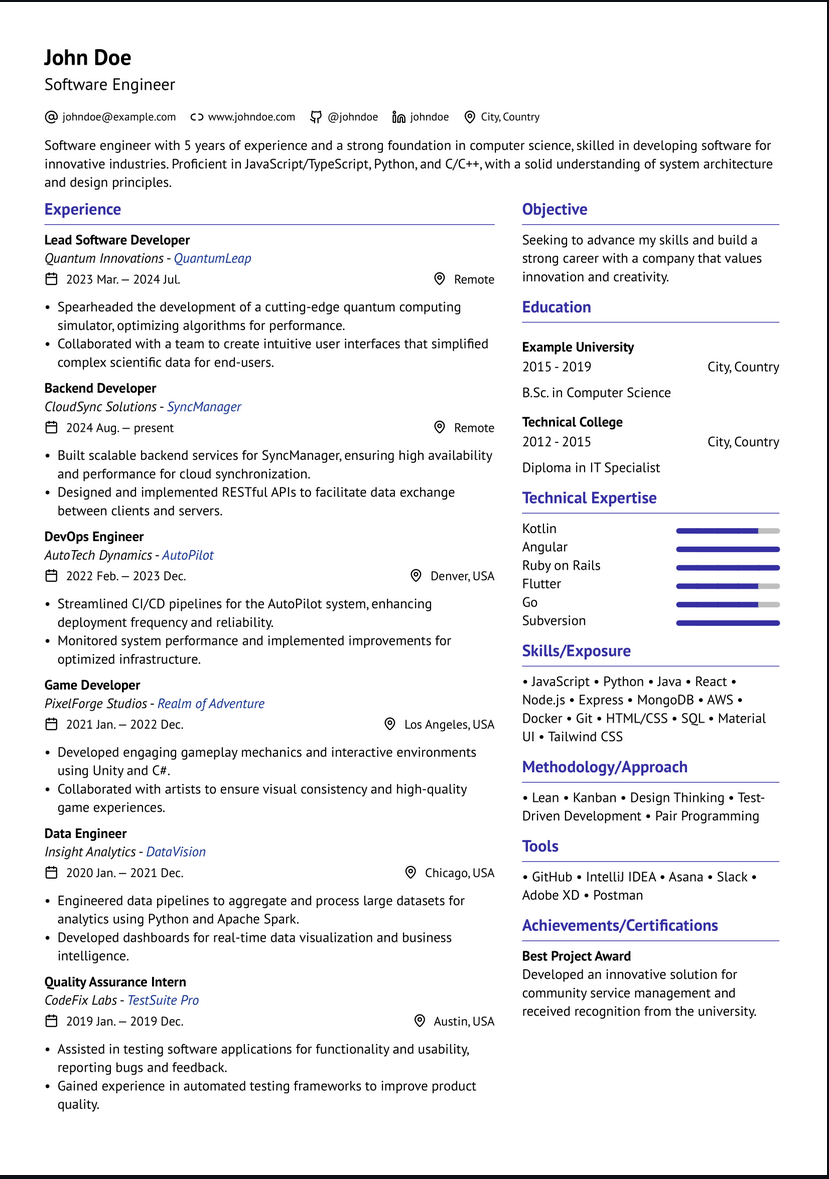 John Doe
Software Engineer
johndoe@example.com www.johndoe.com @johndoe johndoe City, Country
Software engineer with 5 years of experience and a strong foundation in computer science, skilled in developing software for
innovative industries. Proficient in JavaScript/TypeScript, Python, and C/C++, with a solid understanding of system architecture
and design principles.
Experience
Lead Software Developer
Quantum Innovations - QuantumLeap
2023 Mar. — 2024 Jul. Remote
• Spearheaded the development of a cutting-edge quantum computing
simulator, optimizing algorithms for performance.
• Collaborated with a team to create intuitive user interfaces that simplified
complex scientific data for end-users.
Backend Developer
CloudSync Solutions - SyncManager
2024 Aug. — present Remote
• Built scalable backend services for SyncManager, ensuring high availability
and performance for cloud synchronization.
• Designed and implemented RESTful APIs to facilitate data exchange
between clients and servers.
DevOps Engineer
AutoTech Dynamics - AutoPilot
2022 Feb. — 2023 Dec. Denver, USA
• Streamlined CI/CD pipelines for the AutoPilot system, enhancing
deployment frequency and reliability.
• Monitored system performance and implemented improvements for
optimized infrastructure.
Game Developer
PixelForge Studios - Realm of Adventure
2021 Jan. — 2022 Dec. Los Angeles, USA
• Developed engaging gameplay mechanics and interactive environments
using Unity and C#.
• Collaborated with artists to ensure visual consistency and high-quality
game experiences.
Data Engineer
Insight Analytics - DataVision
2020 Jan. — 2021 Dec. Chicago, USA
• Engineered data pipelines to aggregate and process large datasets for
analytics using Python and Apache Spark.
• Developed dashboards for real-time data visualization and business
intelligence.
Quality Assurance Intern
CodeFix Labs - TestSuite Pro
2019 Jan. — 2019 Dec. Austin, USA
• Assisted in testing software applications for functionality and usability,
reporting bugs and feedback.
• Gained experience in automated testing frameworks to improve product
quality.
Objective
Seeking to advance my skills and build a
strong career with a company that values
innovation and creativity.
Education
Example University
2015 - 2019 City, Country
B.Sc. in Computer Science
Technical College
2012 - 2015 City, Country
Diploma in IT Specialist
Technical Expertise
Kotlin
Angular
Ruby on Rails
Flutter
Go
Subversion
Skills/Exposure
• JavaScript • Python • Java • React •
Node.js • Express • MongoDB • AWS •
Docker • Git • HTML/CSS • SQL • Material
UI • Tailwind CSS
Methodology/Approach
• Lean • Kanban • Design Thinking • Test-
Driven Development • Pair Programming
Tools
• GitHub • IntelliJ IDEA • Asana • Slack •
Adobe XD • Postman
Achievements/Certifications
Best Project Award
Developed an innovative solution for
community service management and
received recognition from the university.